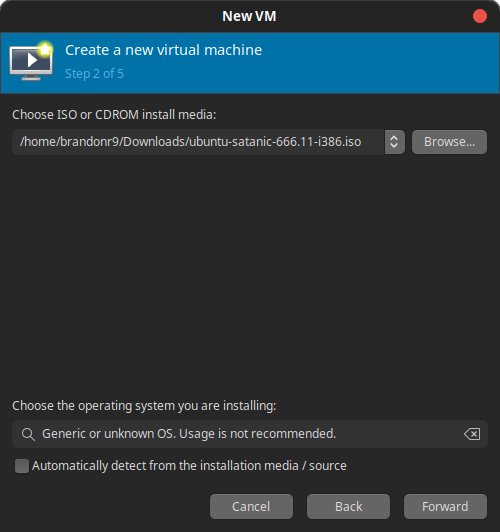 New VM
Create a new virtual machine
Step 2 of 5
Choose ISO or CDROM install media:
/home/brandonr9/Downloads/ubuntu-satanic-666.11-i386.iso
Browse...
Choose the operating system you are installing:
Generic or unknown OS. Usage is not recommended.
Automatically detect from the installation media / source
Cancel Back Forward